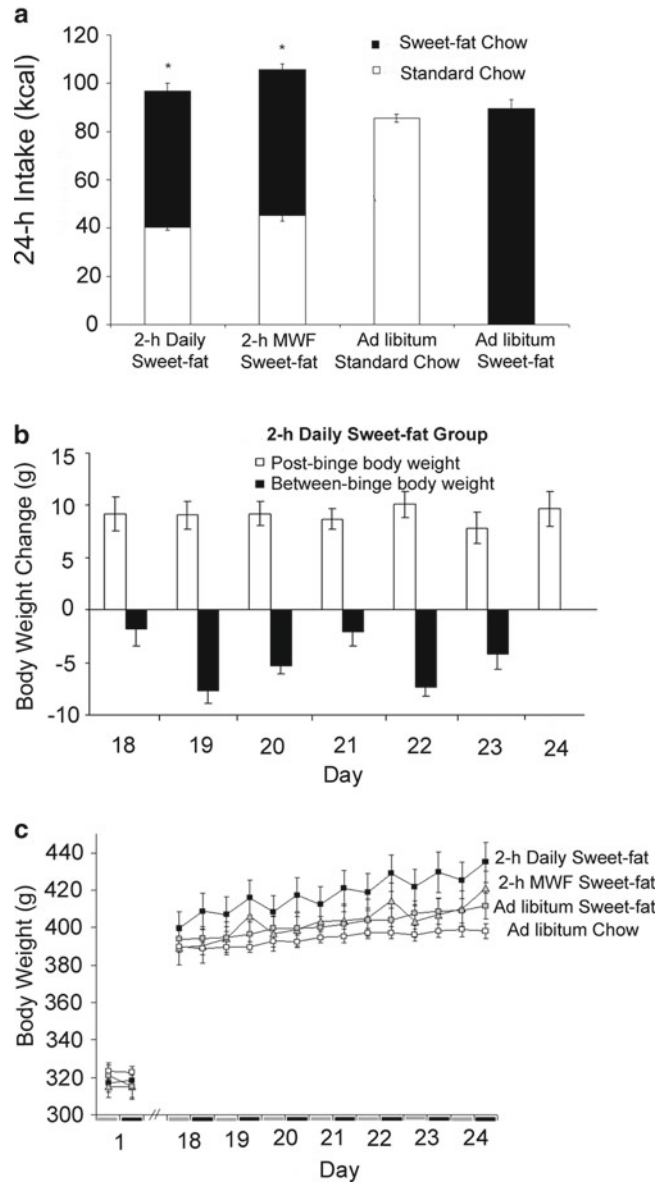 a
120
100
80
60
40
20
0
24-h Intake (kcal)
*
*
Sweet-fat Chow
Standard Chow
2-h Daily
Sweet-fat
2-h MWF
Sweet-fat
Ad libitum
Standard Chow
Ad libitum
Sweet-fat
b
2-h Daily Sweet-fat Group
Post-binge body weight
Between-binge body weight
15
10
5
0
-5
-10
Body Weight Change (g)
18 19 20 21 22 23 24
Day
c
440
420
400
380
360
340
320
300
Body Weight (g)
2-h Daily Sweet-fat
2-h MWF Sweet-fat
Ad libitum Sweet-fat
Ad libitum Chow
1 // 18 19 20 21 22 23 24
Day